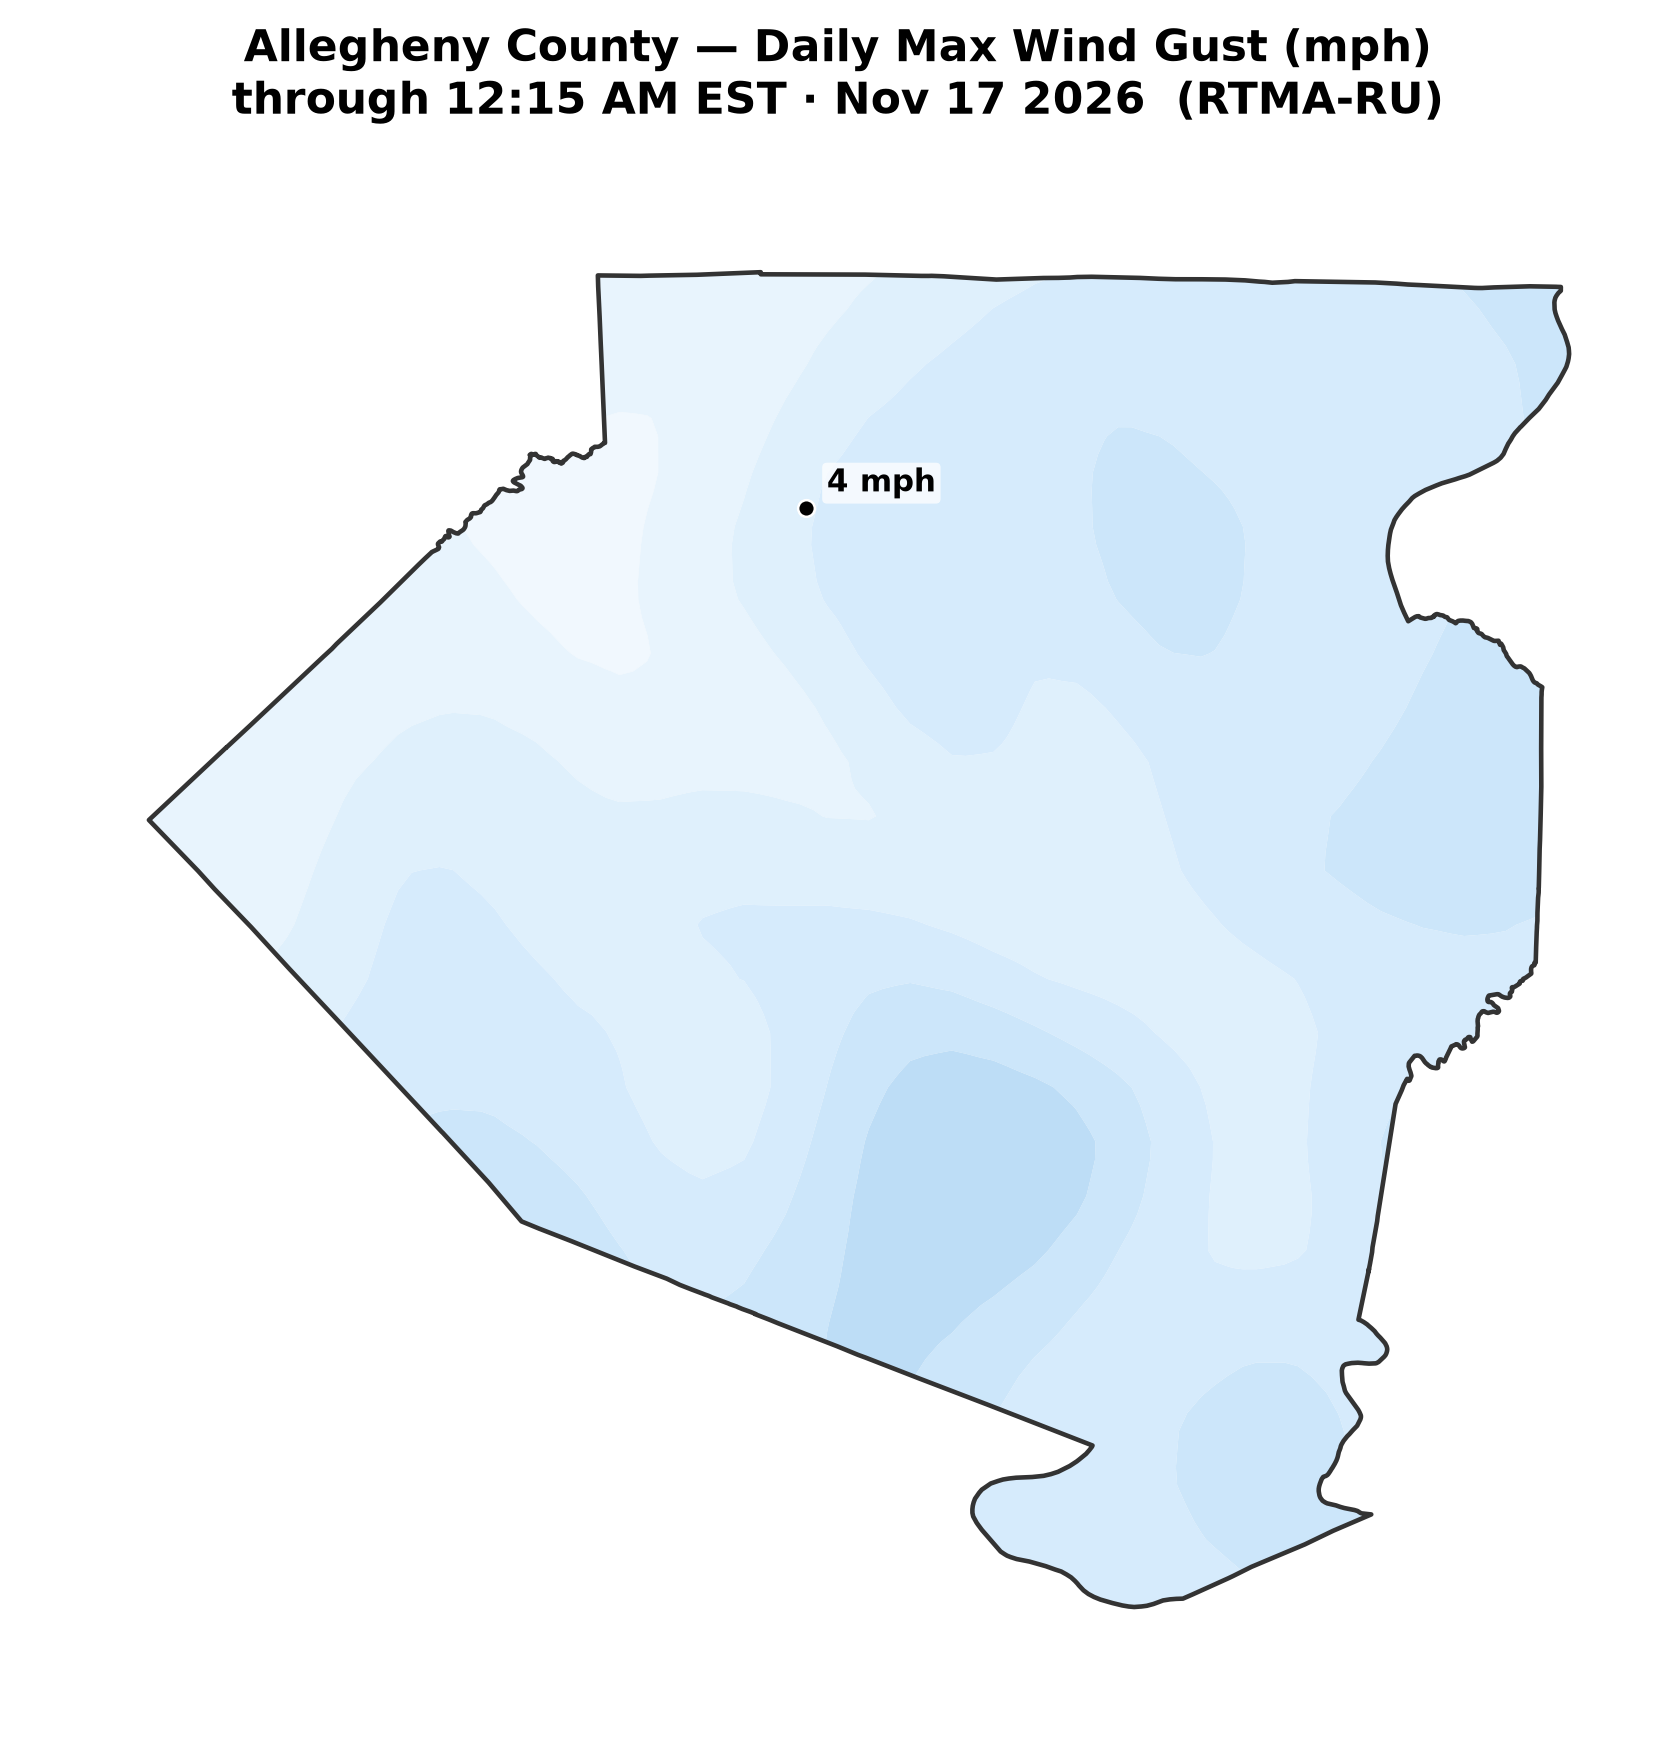 Allegheny County — Daily Max Wind Gust (mph)
through 12:15 AM EST · Nov 17 2026 (RTMA-RU)
4 mph